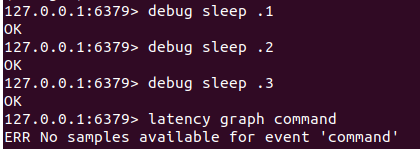 127.0.0.1:6379> debug sleep .1
OK
127.0.0.1:6379> debug sleep .2
OK
127.0.0.1:6379> debug sleep .3
OK
127.0.0.1:6379> latency graph command
ERR No samples available for event 'command'